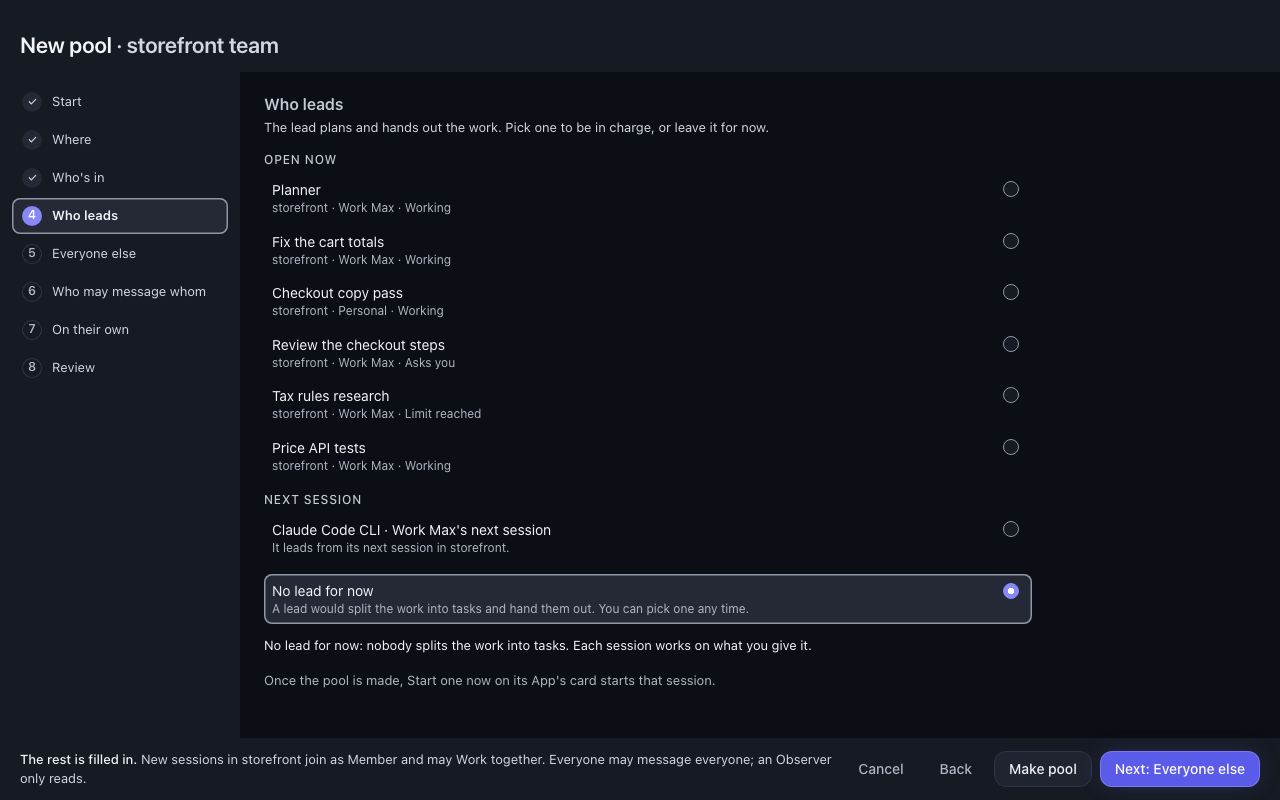 New pool · storefront team
Start
Where
Who's in
4 Who leads
5 Everyone else
6 Who may message whom
7 On their own
8 Review
Who leads
The lead plans and hands out the work. Pick one to be in charge, or leave it for now.
OPEN NOW
Planner
storefront · Work Max · Working
Fix the cart totals
storefront · Work Max · Working
Checkout copy pass
storefront · Personal · Working
Review the checkout steps
storefront · Work Max · Asks you
Tax rules research
storefront · Work Max · Limit reached
Price API tests
storefront · Work Max · Working
NEXT SESSION
Claude Code CLI · Work Max's next session
It leads from its next session in storefront.
No lead for now
A lead would split the work into tasks and hand them out. You can pick one any time.
No lead for now: nobody splits the work into tasks. Each session works on what you give it.
Once the pool is made, Start one now on its App's card starts that session.
The rest is filled in. New sessions in storefront join as Member and may Work together. Everyone may message everyone; an Observer
only reads.
Cancel
Back
Make pool
Next: Everyone else